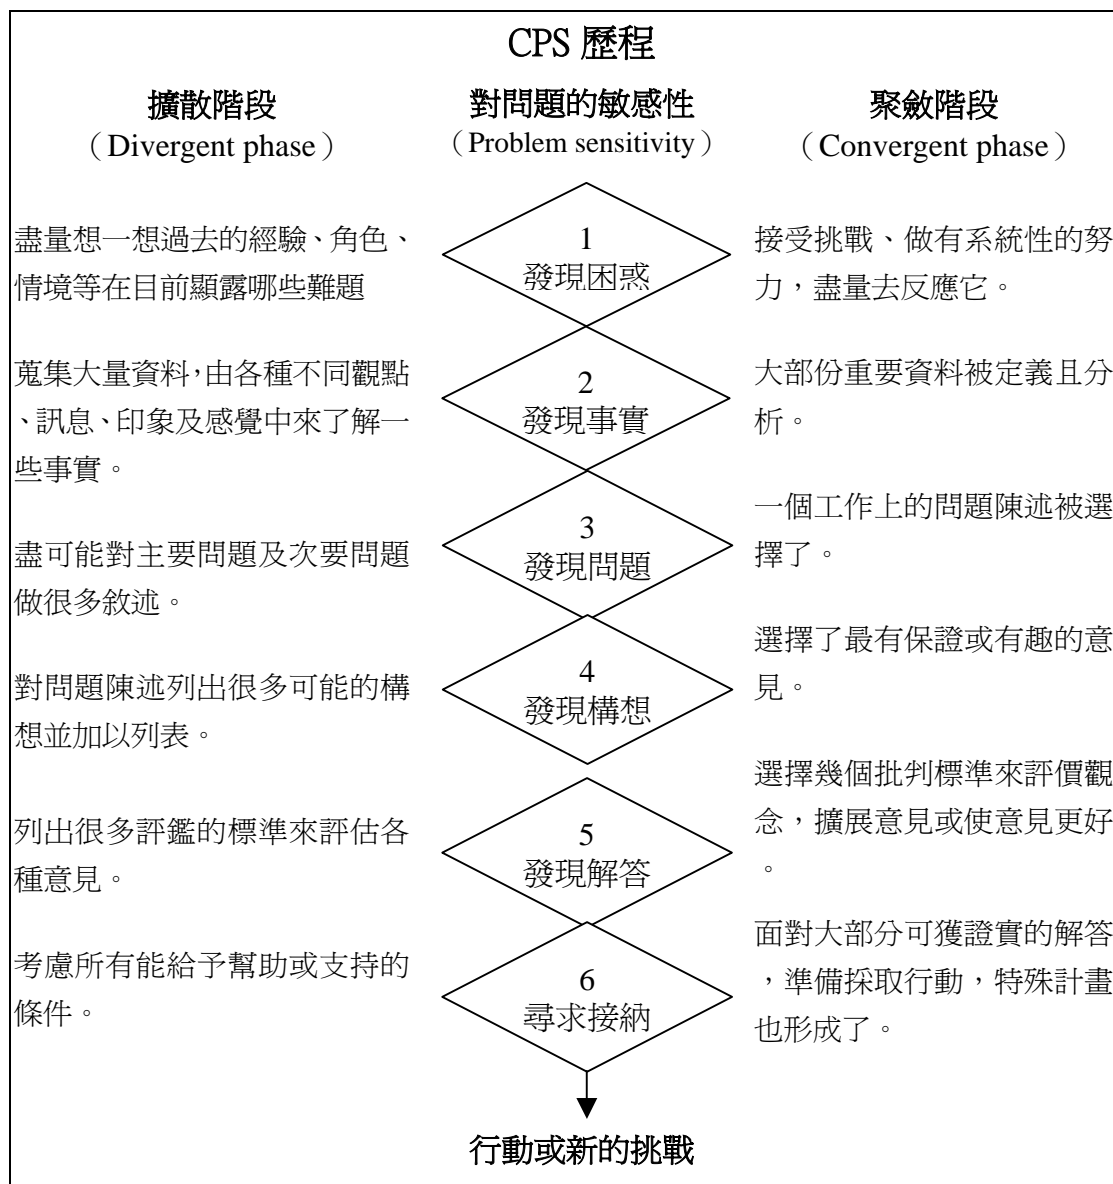 CPS 歷程
擴散階段
（Divergent phase）
對問題的敏感性
（Problem sensitivity）
聚斂階段
（Convergent phase）
盡量想一想過去的經驗、角色、
情境等在目前顯露哪些難題
1
發現困惑
接受挑戰、做有系統性的努
力，盡量去反應它。
蒐集大量資料，由各種不同觀點
、訊息、印象及感覺中來了解一
些事實。
2
發現事實
大部份重要資料被定義且分
析。
盡可能對主要問題及次要問題
做很多敘述。
3
發現問題
一個工作上的問題陳述被選
擇了。
對問題陳述列出很多可能的構
想並加以列表。
4
發現構想
選擇了最有保證或有趣的意
見。
列出很多評鑑的標準來評估各
種意見。
5
發現解答
選擇幾個批判標準來評價觀
念，擴展意見或使意見更好
。
考慮所有能給予幫助或支持的
條件。
6
尋求接納
面對大部分可獲證實的解答
，準備採取行動，特殊計畫
也形成了。
行動或新的挑戰